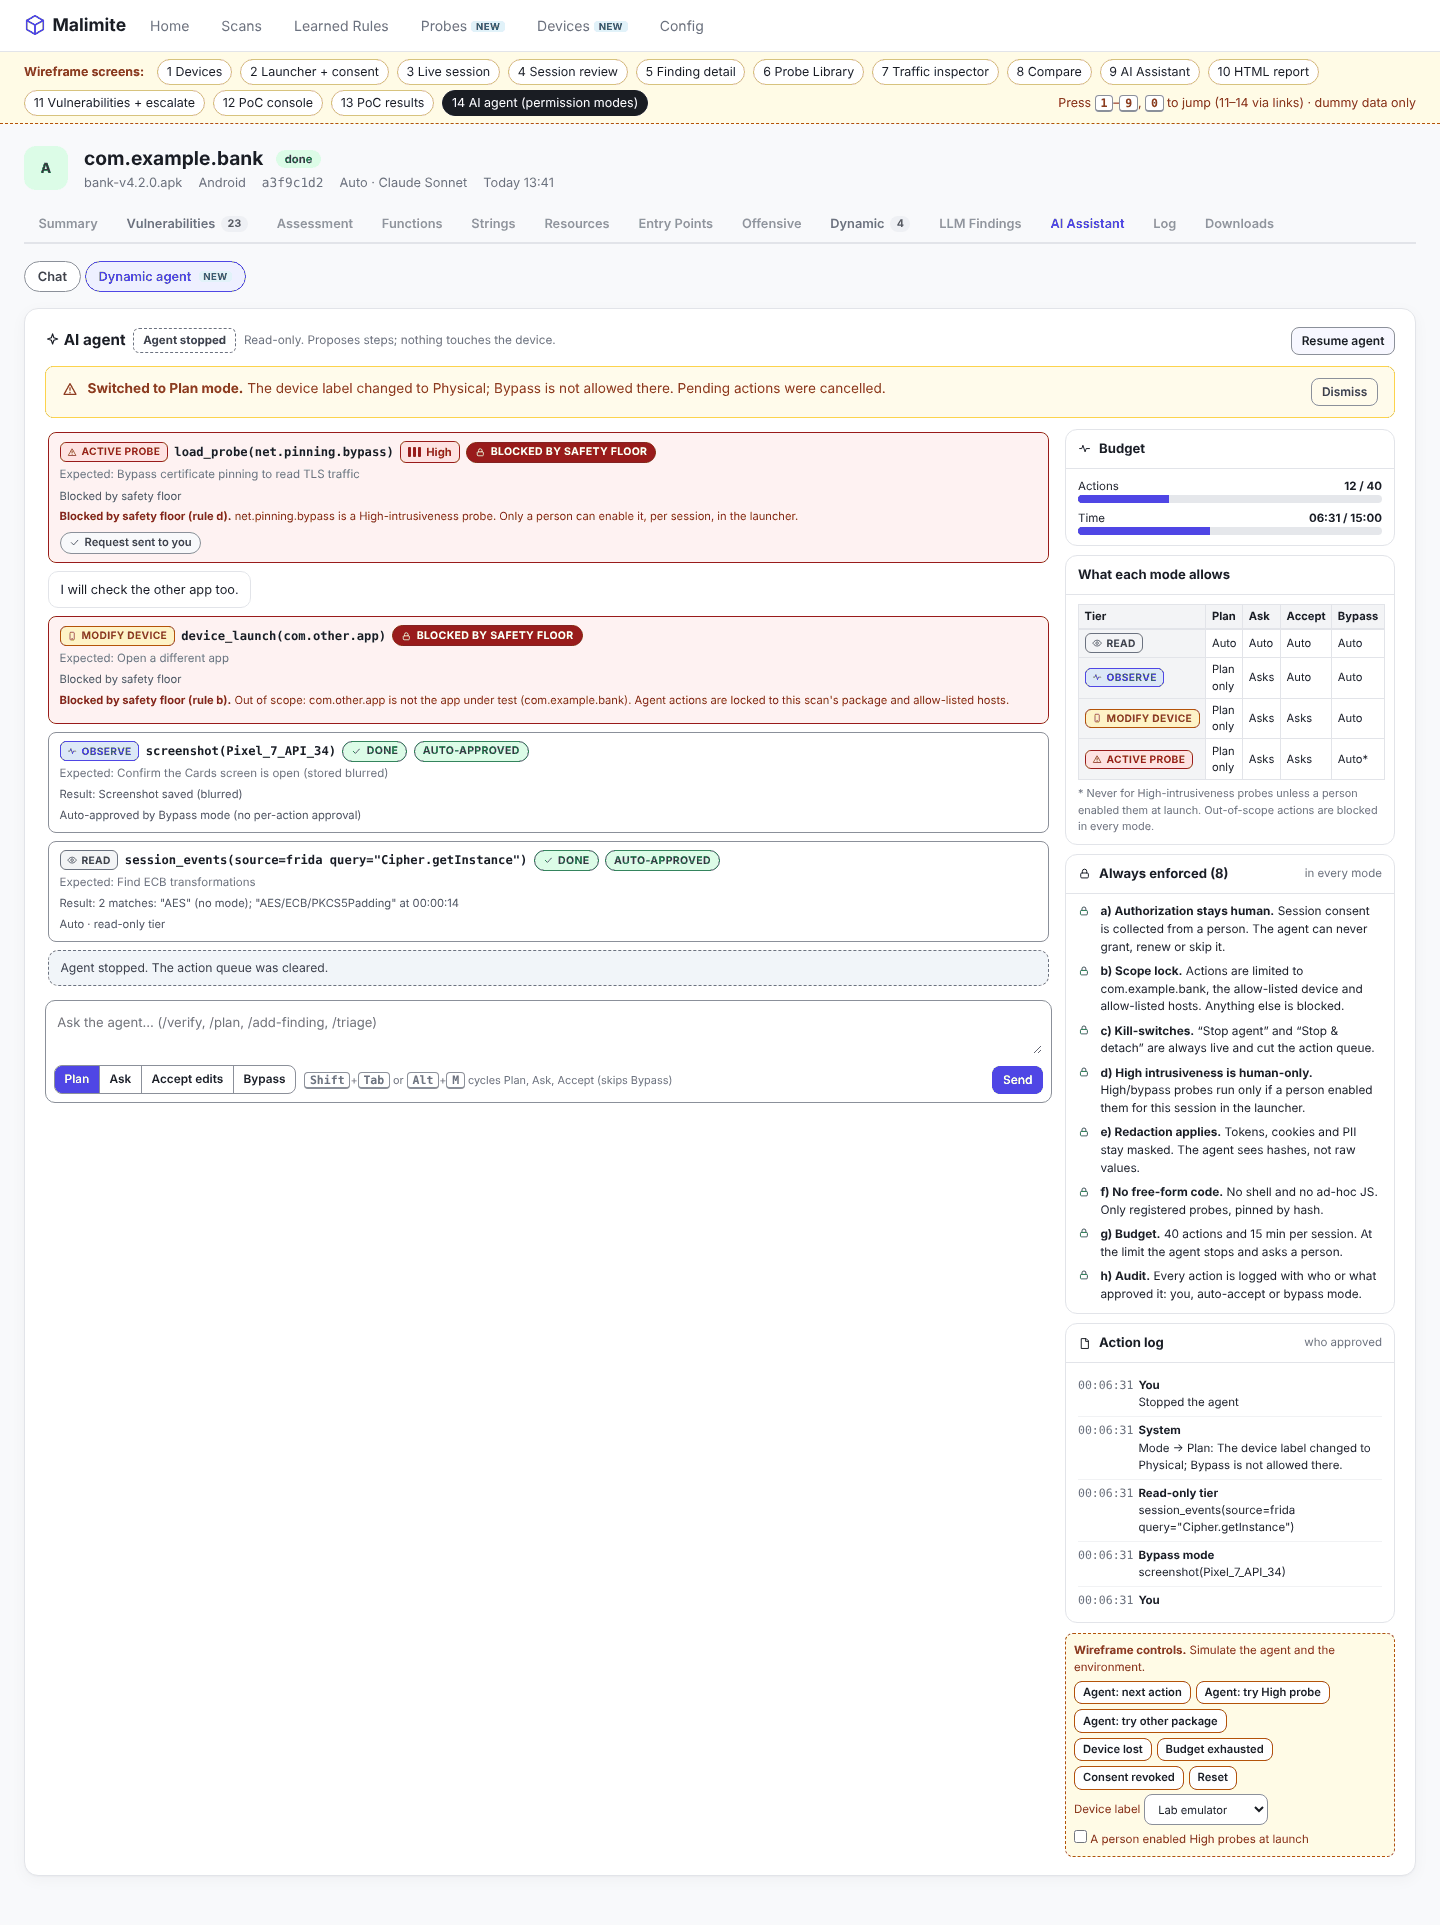 Malimite Home Scans Learned Rules Probes NEW Devices NEW Config
Wireframe screens: 1 Devices 2 Launcher + consent 3 Live session 4 Session review 5 Finding detail 6 Probe Library 7 Traffic inspector 8 Compare 9 AI Assistant 10 HTML report
11 Vulnerabilities + escalate 12 PoC console 13 PoC results 14 AI agent (permission modes) Press 1–9, 0 to jump (11–14 via links) · dummy data only
A
com.example.bank done
bank-v4.2.0.apk Android a3f9c1d2 Auto · Claude Sonnet Today 13:41
Summary Vulnerabilities 23 Assessment Functions Strings Resources Entry Points Offensive Dynamic 4 LLM Findings AI Assistant Log Downloads
Chat Dynamic agent NEW
AI agent Agent stopped Read-only. Proposes steps; nothing touches the device. Resume agent
Switched to Plan mode. The device label changed to Physical; Bypass is not allowed there. Pending actions were cancelled. Dismiss
ACTIVE PROBE load_probe(net.pinning.bypass) High BLOCKED BY SAFETY FLOOR
Expected: Bypass certificate pinning to read TLS traffic
Blocked by safety floor
Blocked by safety floor (rule d). net.pinning.bypass is a High-intrusiveness probe. Only a person can enable it, per session, in the launcher.
Request sent to you
I will check the other app too.
MODIFY DEVICE device_launch(com.other.app) BLOCKED BY SAFETY FLOOR
Expected: Open a different app
Blocked by safety floor
Blocked by safety floor (rule b). Out of scope: com.other.app is not the app under test (com.example.bank). Agent actions are locked to this scan's package and allow-listed hosts.
OBSERVE screenshot(Pixel_7_API_34) DONE AUTO-APPROVED
Expected: Confirm the Cards screen is open (stored blurred)
Result: Screenshot saved (blurred)
Auto-approved by Bypass mode (no per-action approval)
READ session_events(source=frida query="Cipher.getInstance") DONE AUTO-APPROVED
Expected: Find ECB transformations
Result: 2 matches: "AES" (no mode); "AES/ECB/PKCS5Padding" at 00:00:14
Auto · read-only tier
Agent stopped. The action queue was cleared.
Ask the agent... (/verify, /plan, /add-finding, /triage)
Plan Ask Accept edits Bypass Shift+Tab or Alt+M cycles Plan, Ask, Accept (skips Bypass) Send
Budget
Actions 12 / 40
Time 06:31 / 15:00
What each mode allows
Tier Plan Ask Accept Bypass
READ Auto Auto Auto Auto
OBSERVE Plan only Asks Auto Auto
MODIFY DEVICE Plan only Asks Asks Auto
ACTIVE PROBE Plan only Asks Asks Auto*
* Never for High-intrusiveness probes unless a person
enabled them at launch. Out-of-scope actions are blocked
in every mode.
Always enforced (8) in every mode
a) Authorization stays human. Session consent
is collected from a person. The agent can never
grant, renew or skip it.
b) Scope lock. Actions are limited to
com.example.bank, the allow-listed device and
allow-listed hosts. Anything else is blocked.
c) Kill-switches. “Stop agent” and “Stop &
detach” are always live and cut the action queue.
d) High intrusiveness is human-only.
High/bypass probes run only if a person enabled
them for this session in the launcher.
e) Redaction applies. Tokens, cookies and PII
stay masked. The agent sees hashes, not raw
values.
f) No free-form code. No shell and no ad-hoc JS.
Only registered probes, pinned by hash.
g) Budget. 40 actions and 15 min per session. At
the limit the agent stops and asks a person.
h) Audit. Every action is logged with who or what
approved it: you, auto-accept or bypass mode.
Action log who approved
00:06:31 You
Stopped the agent
00:06:31 System
Mode → Plan: The device label changed to
Physical; Bypass is not allowed there.
00:06:31 Read-only tier
session_events(source=frida
query="Cipher.getInstance")
00:06:31 Bypass mode
screenshot(Pixel_7_API_34)
00:06:31 You
Wireframe controls. Simulate the agent and the
environment.
Agent: next action Agent: try High probe
Agent: try other package
Device lost Budget exhausted
Consent revoked Reset
Device label Lab emulator
A person enabled High probes at launch